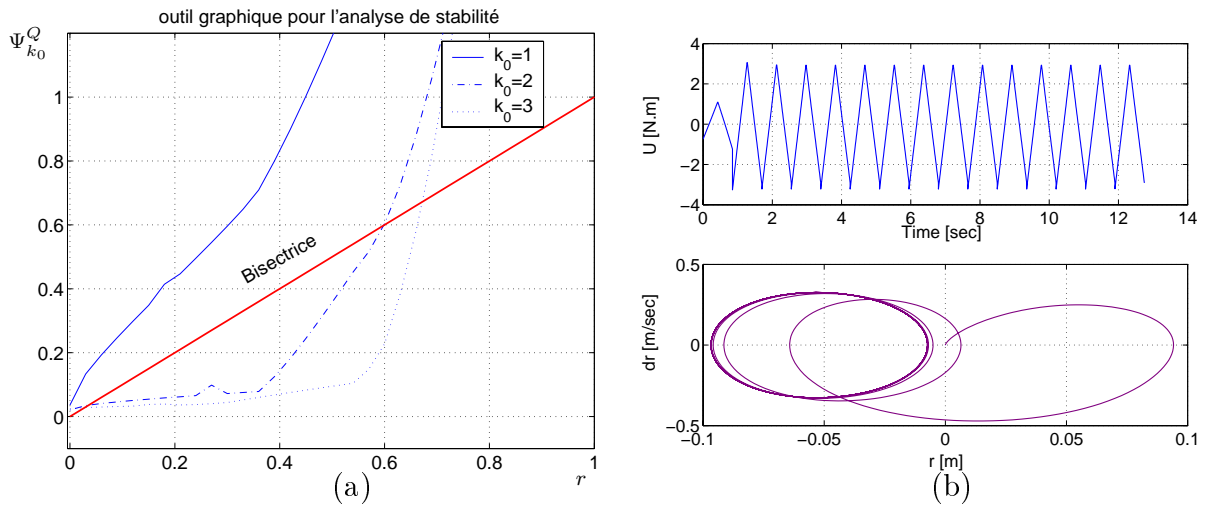 outil graphique pour l'analyse de stabilité
Ψ_{k_0}^Q
1
0.8
0.6
0.4
0.2
0
0 0.2 0.4 0.6 0.8 1
r
k_0=1
k_0=2
k_0=3
Bisectrice
(a)
U [N.m]
4
2
0
−2
−4
0 2 4 6 8 10 12 14
Time [sec]
dr [m/sec]
0.5
0
−0.5
−0.1 −0.05 0 0.05 0.1
r [m]
(b)